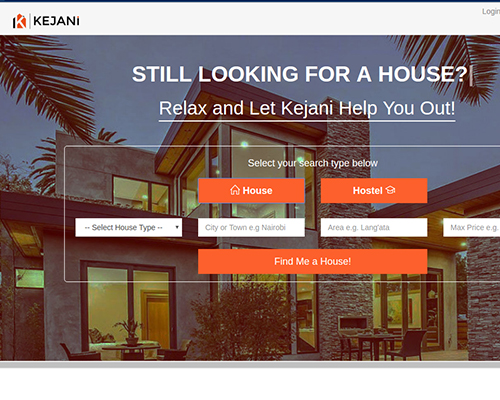 Login
KEJANI
STILL LOOKING FOR A HOUSE?|
Relax and Let Kejani Help You Out!
Select your search type below
House
Hostel
-- Select House Type --
City or Town e.g Nairobi
Area e.g. Lang'ata
Max Price e.g.
Find Me a House!